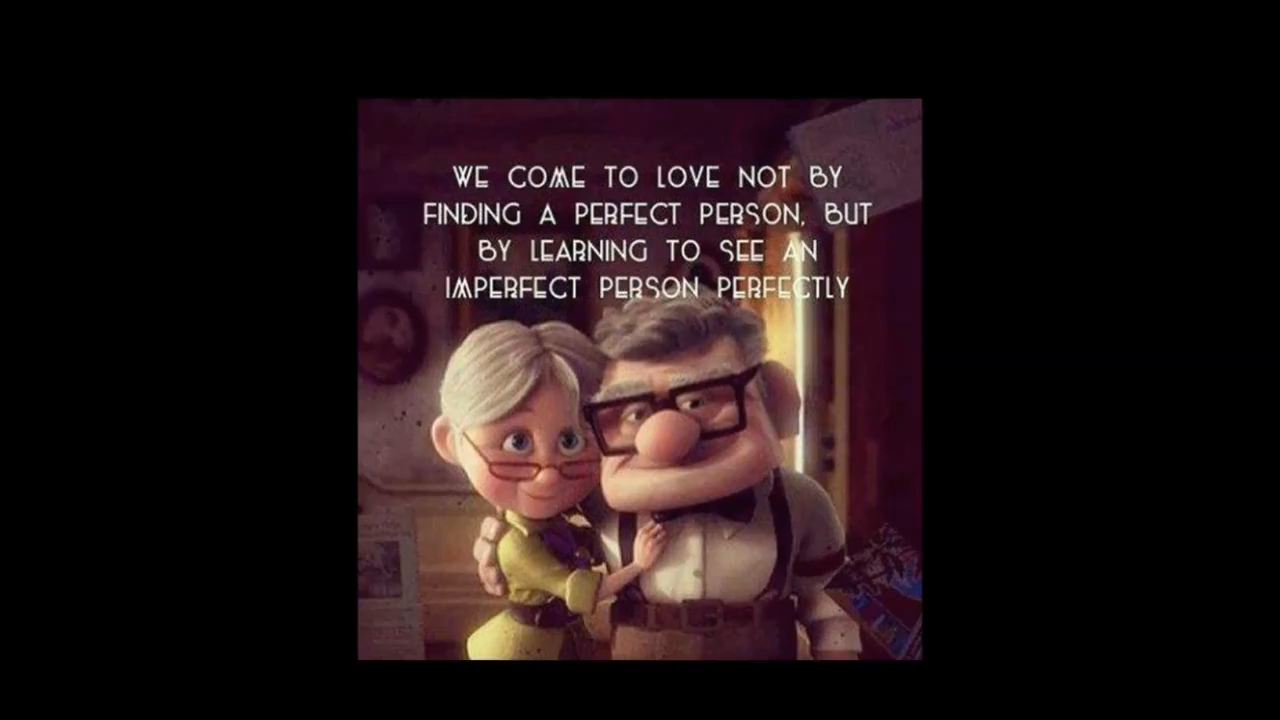 WE COME TO LOVE NOT BY
FINDING A PERFECT PERSON, BUT
BY LEARNING TO SEE AN
IMPERFECT PERSON PERFECTLY